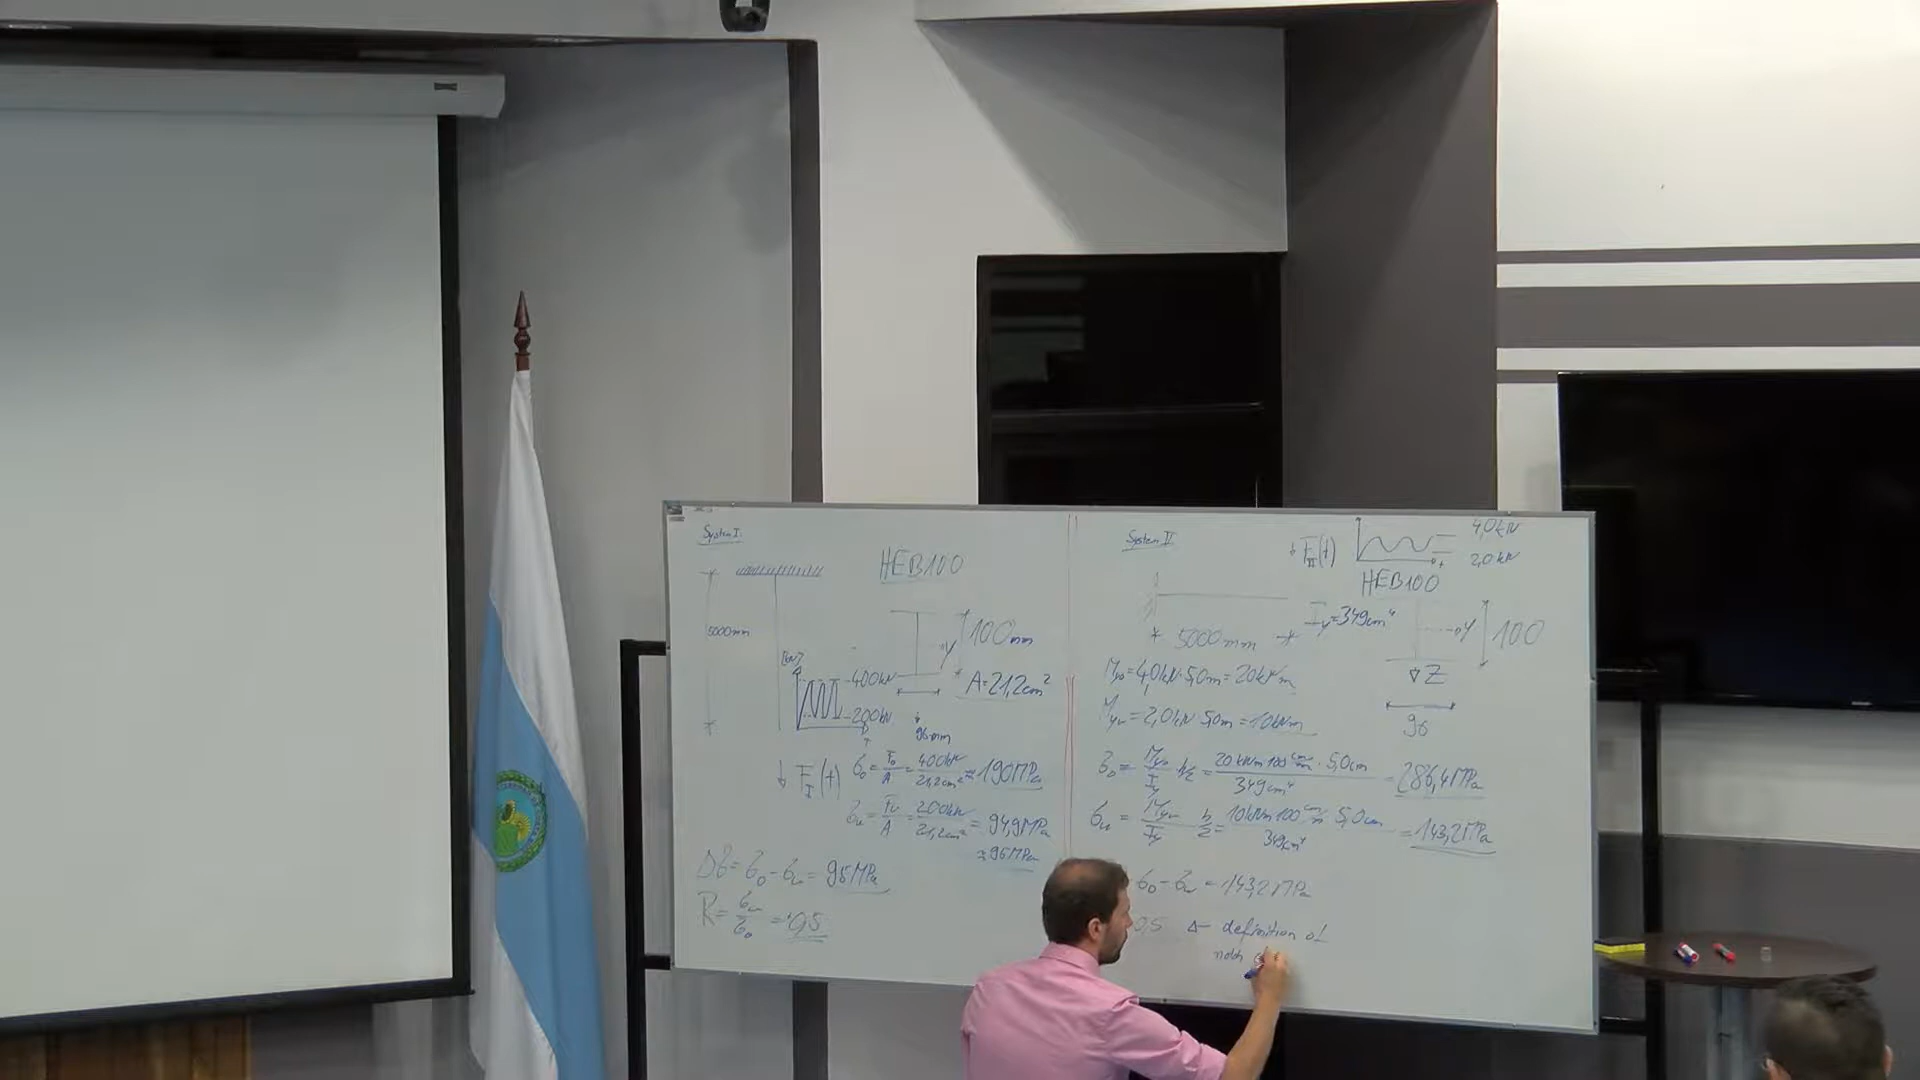 System I
HEB100
5000mm
100mm
y
A=21,2cm²
[kN]
400kN
200kN
96mm
↓ F_I(t)
σ_o = F_o/A = 400kN/21,2cm² ≈ 190MPa
σ_u = F_u/A = 200kN/21,2cm² = 94,9MPa
≈ 95MPa
Δσ = σ_o - σ_u = 95MPa
R = σ_u/σ_o = +0,5
System II
↓ F_II(t)
4,0kN
2,0kN
t
HEB100
I_y=349cm⁴
5000mm
y
100
Z
96
M_yo = 4,0kN·5,0m = 20kNm
M_yu = 2,0kN·5,0m = 10kNm
σ_o = M_yo/I_y · h/2 = 20kNm·100 cm/m · 5,0cm/349cm⁴ = 286,4MPa
σ_u = M_yu/I_y · h/2 = 10kNm·100 cm/m · 5,0cm/349cm⁴ = 143,2MPa
σ_o - σ_u = 143,2MPa
0,5 definition of